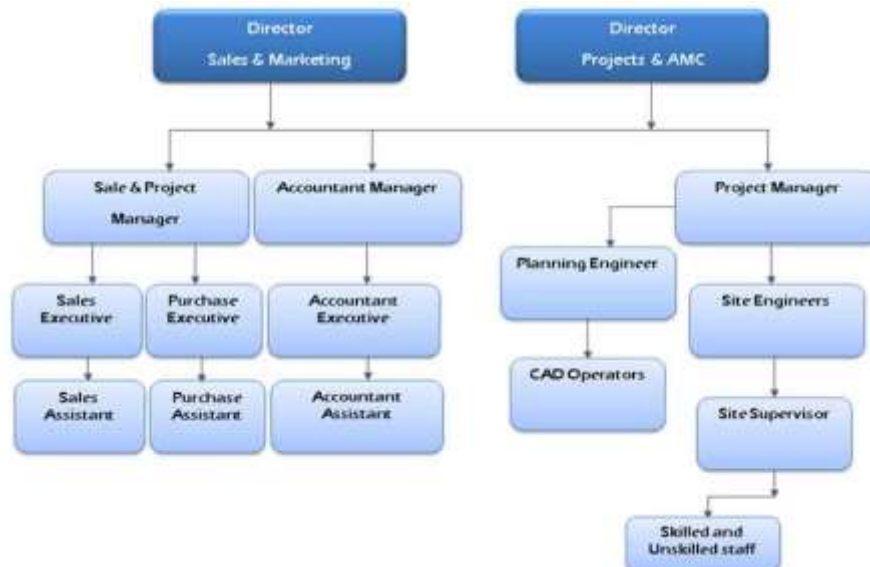 Director
Sales & Marketing
Director
Projects & AMC
Sale & Project
Manager
Accountant Manager
Project Manager
Planning Engineer
Sales
Executive
Purchase
Executive
Accountant
Executive
Site Engineers
CAD Operators
Sales
Assistant
Purchase
Assistant
Accountant
Assistant
Site Supervisor
Skilled and
Unskilled staff